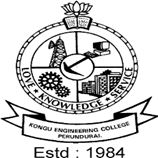 LOVE KNOWLEDGE SERVICE
KONGU ENGINEERING COLLEGE
PERUNDURAI.
Estd : 1984